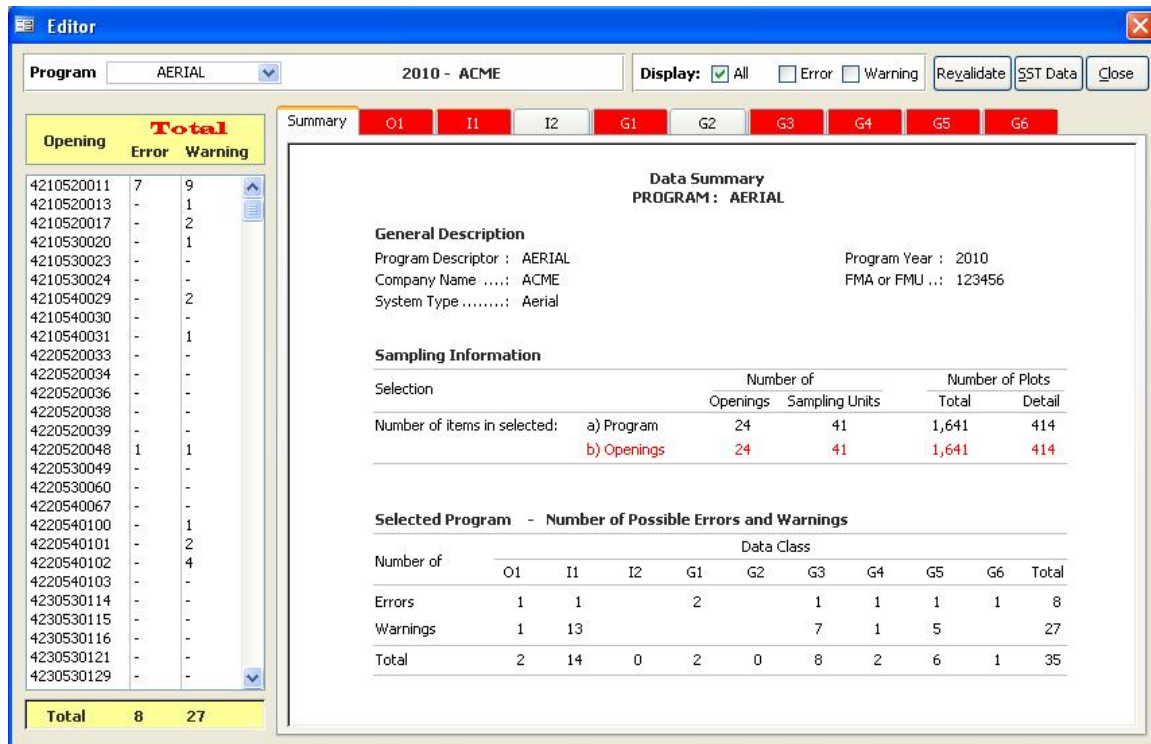 Editor
Program AERIAL 2010 - ACME Display: All Error Warning Revalidate SST Data Close
Opening Total
Error Warning
4210520011 7 9
4210520013 - 1
4210520017 - 2
4210530020 - 1
4210530023 - -
4210530024 - -
4210540029 - 2
4210540030 - -
4210540031 - 1
4220520033 - -
4220520034 - -
4220520036 - -
4220520038 - -
4220520039 - -
4220520048 1 1
4220530049 - -
4220530060 - -
4220540067 - -
4220540100 - 1
4220540101 - 2
4220540102 - 4
4220540103 - -
4230530114 - -
4230530115 - -
4230530116 - -
4230530121 - -
4230530129 - -
Total 8 27
Summary O1 I1 I2 G1 G2 G3 G4 G5 G6
Data Summary
PROGRAM : AERIAL
General Description
Program Descriptor : AERIAL Program Year : 2010
Company Name ....: ACME FMA or FMU ..: 123456
System Type ........: Aerial
Sampling Information
Selection Number of Number of Plots
Openings Sampling Units Total Detail
Number of items in selected: a) Program 24 41 1,641 414
b) Openings 24 41 1,641 414
Selected Program - Number of Possible Errors and Warnings
Number of Data Class
O1 I1 I2 G1 G2 G3 G4 G5 G6 Total
Errors 1 1 2 1 1 1 1 8
Warnings 1 13 7 1 5 27
Total 2 14 0 2 0 8 2 6 1 35